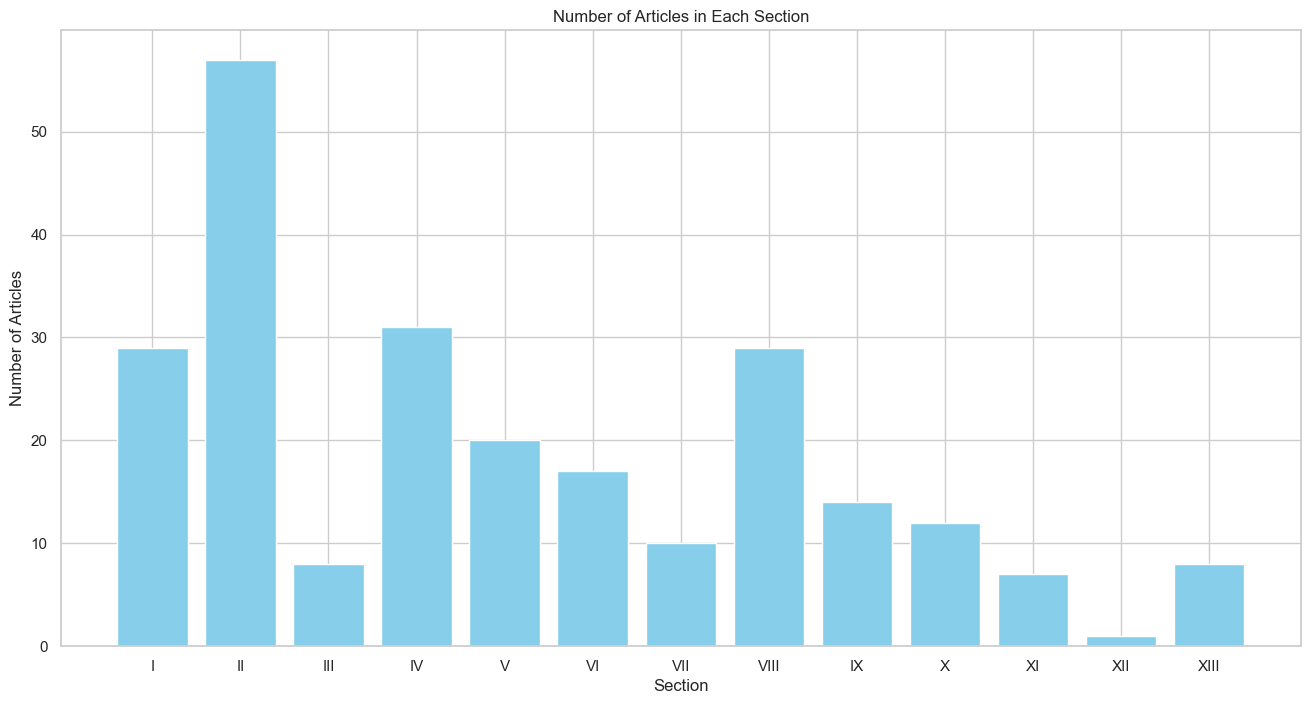 Number of Articles in Each Section
Number of Articles
50
40
30
20
10
0
I II III IV V VI VII VIII IX X XI XII XIII
Section